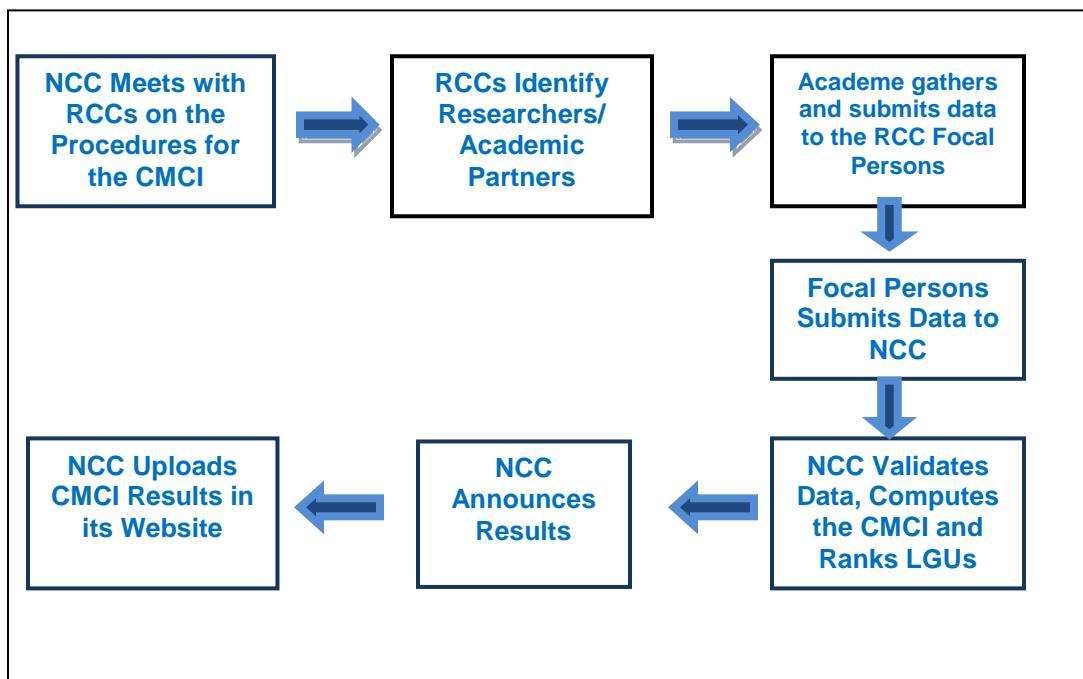 NCC Meets with
RCCs on the
Procedures for
the CMCI
RCCs Identify
Researchers/
Academic
Partners
Academe gathers
and submits data
to the RCC Focal
Persons
Focal Persons
Submits Data to
NCC
NCC Validates
Data, Computes
the CMCI and
Ranks LGUs
NCC
Announces
Results
NCC Uploads
CMCI Results in
its Website